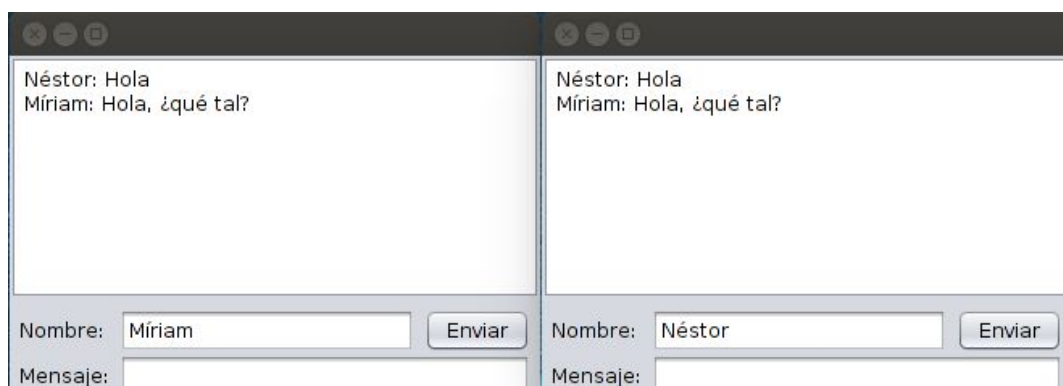 Néstor: Hola
Míriam: Hola, ¿qué tal?
Nombre: Míriam Enviar
Mensaje:
Néstor: Hola
Míriam: Hola, ¿qué tal?
Nombre: Néstor Enviar
Mensaje: